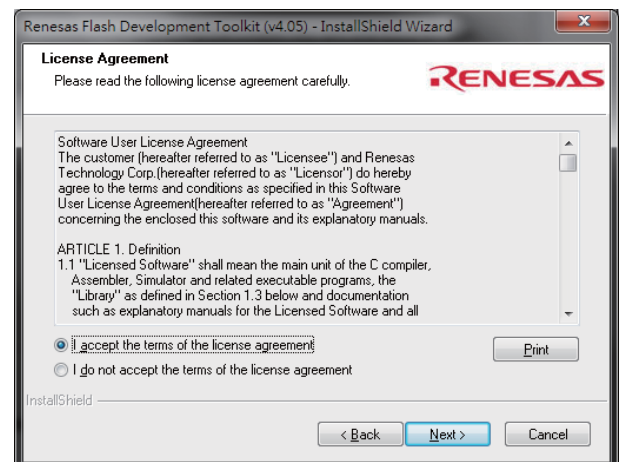 Renesas Flash Development Toolkit (v4.05) - InstallShield Wizard
License Agreement
Please read the following license agreement carefully.
RENESAS
Software User License Agreement
The customer (hereafter referred to as "Licensee") and Renesas
Technology Corp.(hereafter referred to as "Licensor") do hereby
agree to the terms and conditions as specified in this Software
User License Agreement(hereafter referred to as "Agreement")
concerning the enclosed this software and its explanatory manuals.
ARTICLE 1. Definition
1.1 "Licensed Software" shall mean the main unit of the C compiler,
Assembler, Simulator and related executable programs, the
"Library" as defined in Section 1.3 below and documentation
such as explanatory manuals for the Licensed Software and all
I accept the terms of the license agreement
Print
I do not accept the terms of the license agreement
InstallShield
< Back
Next >
Cancel